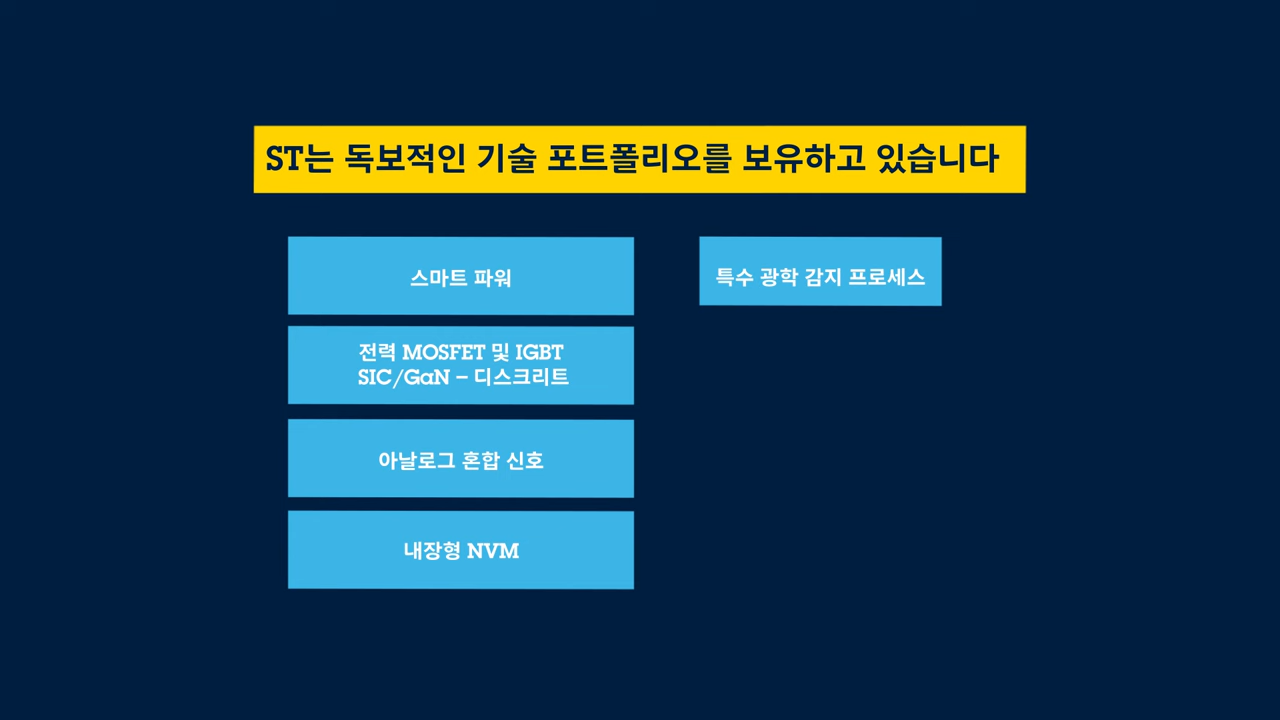 ST는 독보적인 기술 포트폴리오를 보유하고 있습니다
스마트 파워
전력 MOSFET 및 IGBT
SIC/GaN – 디스크리트
아날로그 혼합 신호
내장형 NVM
특수 광학 감지 프로세스